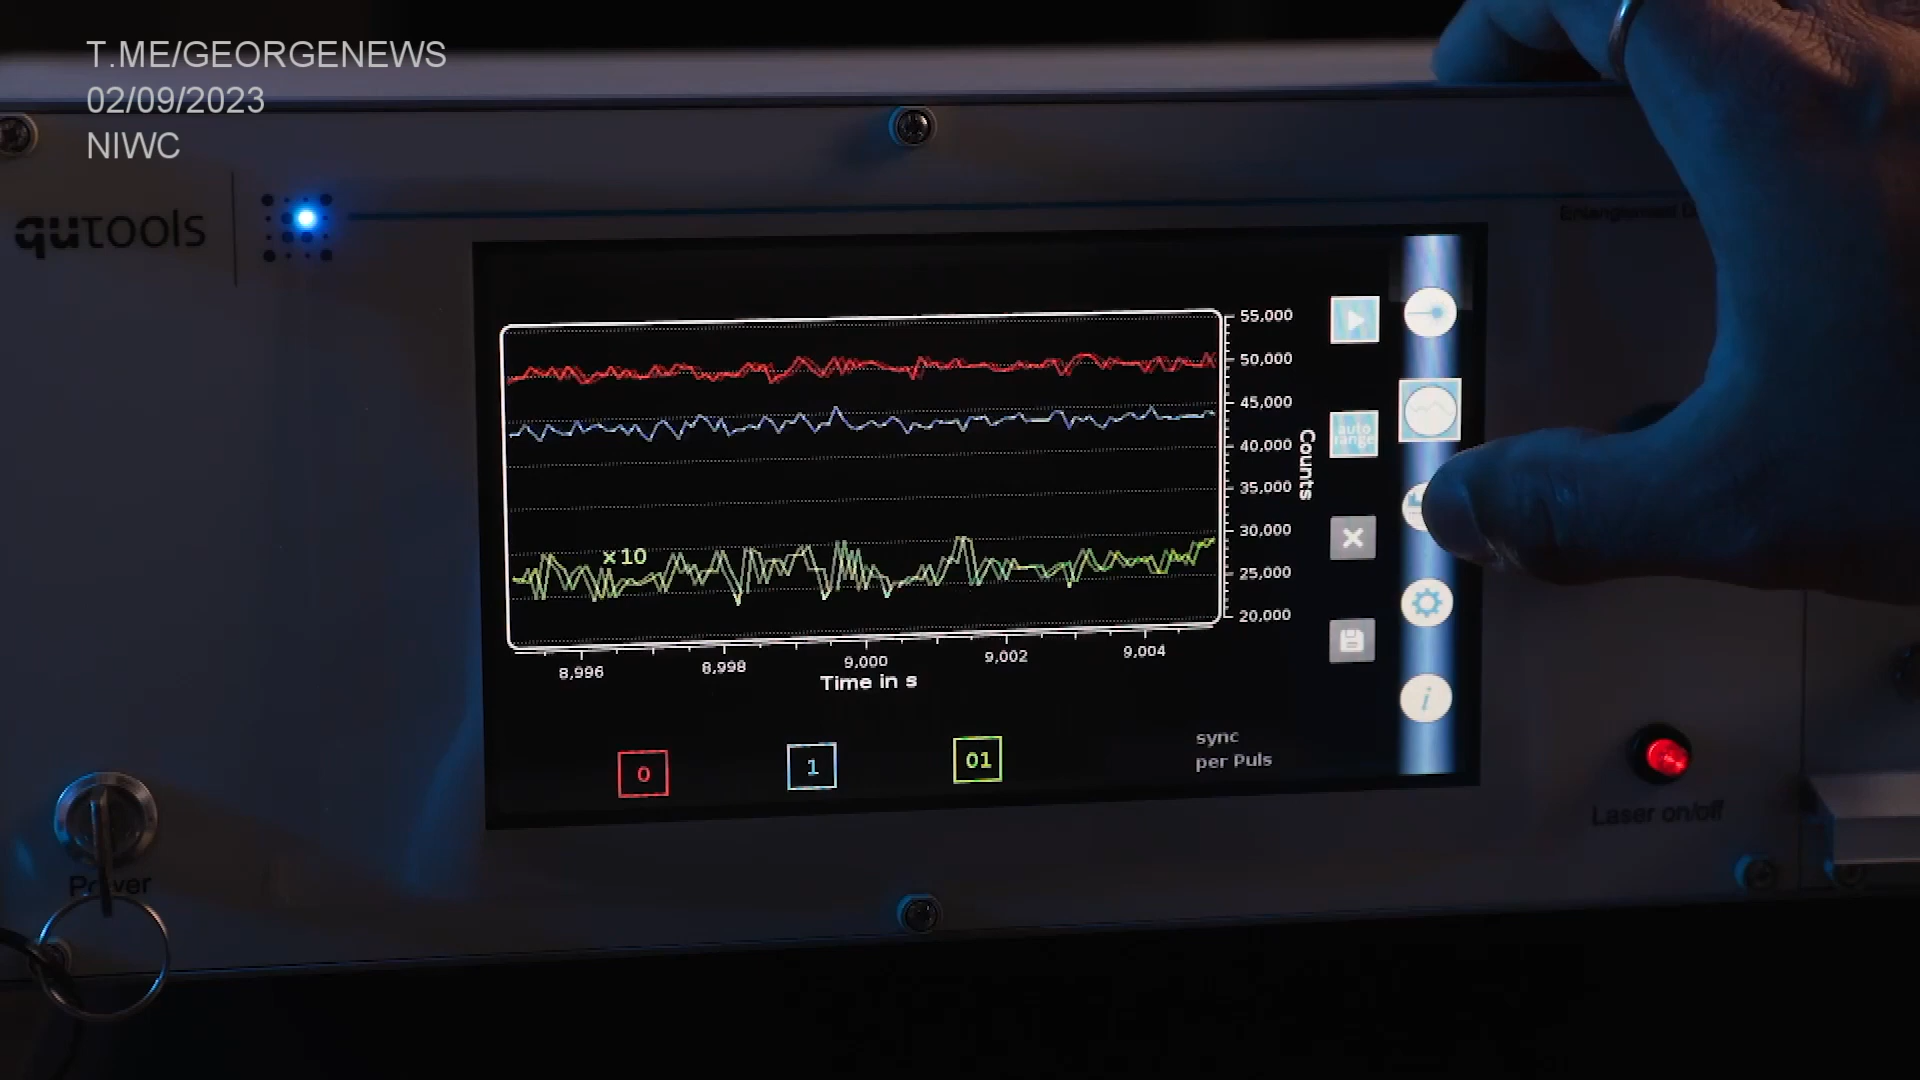 T.ME/GEORGENEWS
02/09/2023
NIWC
qutools
55,000
50,000
45,000
40,000
35,000
30,000
25,000
20,000
Counts
auto
range
×10
8,996
8,998
9,000
9,002
9,004
Time in s
0
1
01
sync
per Puls
i
Power
Laser on/off
Entanglement